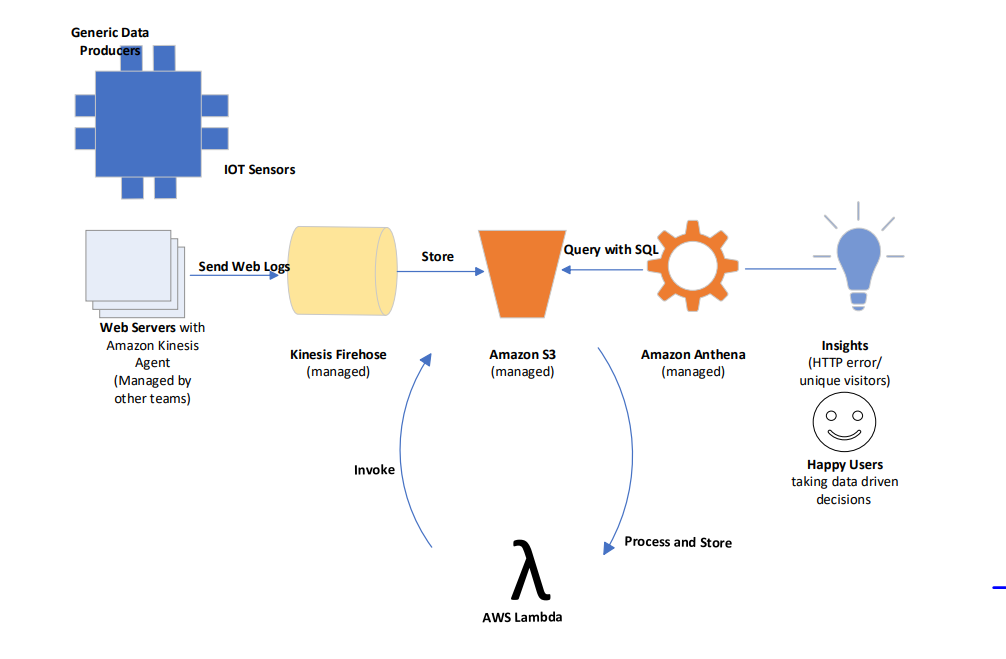 Generic Data
Producers
IOT Sensors
Send Web Logs
Web Servers with
Amazon Kinesis
Agent
(Managed by
other teams)
Kinesis Firehose
(managed)
Store
Amazon S3
(managed)
Query with SQL
Amazon Anthena
(managed)
Insights
(HTTP error/
unique visitors)
Happy Users
taking data driven
decisions
Invoke
Process and Store
λ
AWS Lambda